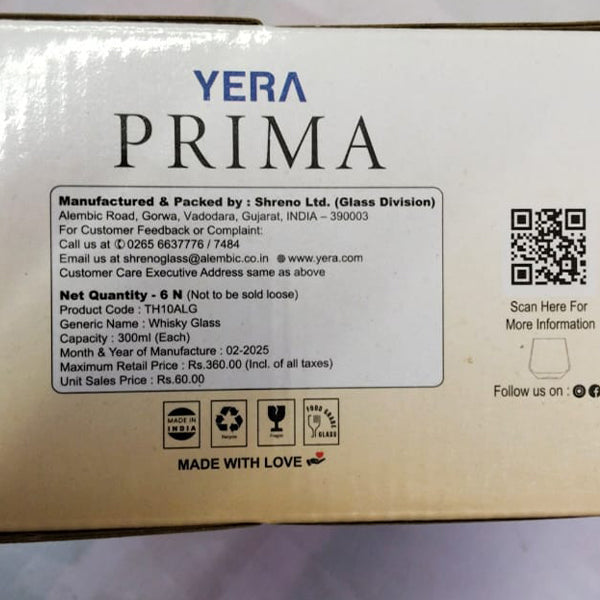 YERA
PRIMA
Manufactured & Packed by : Shreno Ltd. (Glass Division)
Alembic Road, Gorwa, Vadodara, Gujarat, INDIA – 390003
For Customer Feedback or Complaint:
Call us at 0265 6637776 / 7484
Email us at shrenoglass@alembic.co.in www.yera.com
Customer Care Executive Address same as above
Net Quantity - 6 N (Not to be sold loose)
Product Code : TH10ALG
Generic Name : Whisky Glass
Capacity : 300ml (Each)
Month & Year of Manufacture : 02-2025
Maximum Retail Price : Rs.360.00 (Incl. of all taxes)
Unit Sales Price : Rs.60.00
Scan Here For
More Information
Follow us on :
MADE IN
INDIA
Recycle
Fragile
FOOD GRADE
GLASS
MADE WITH LOVE